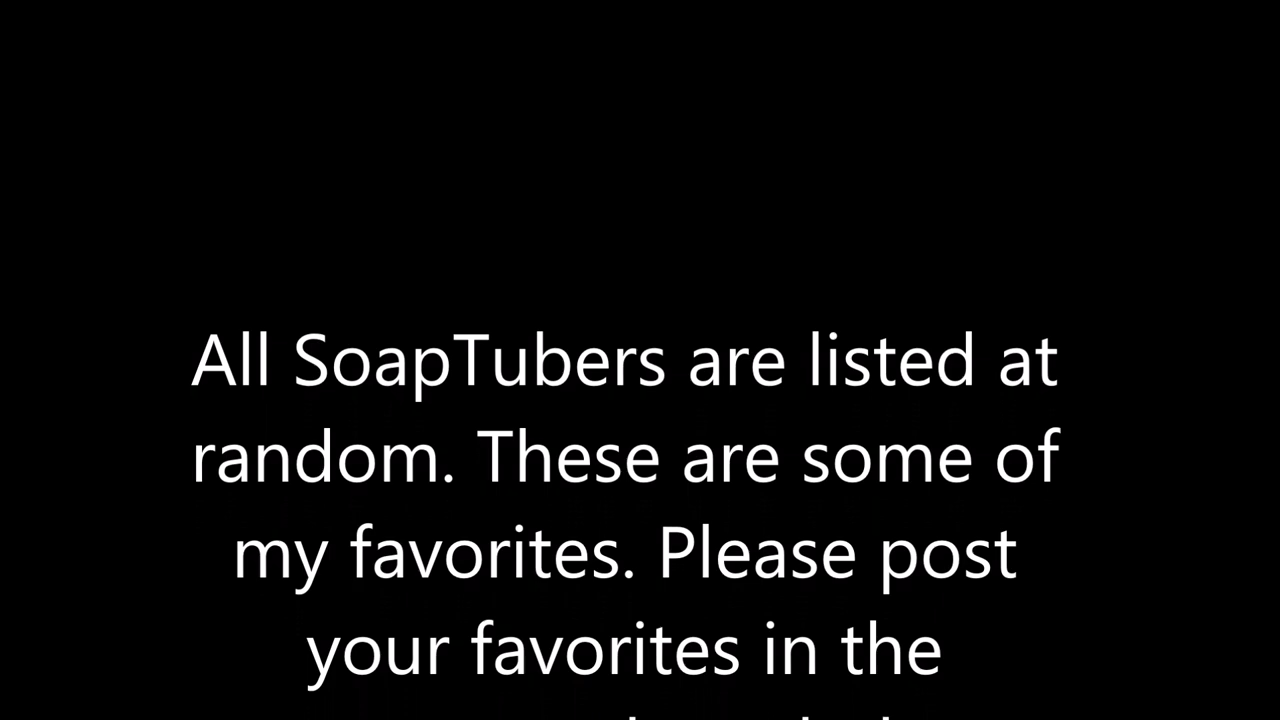 All SoapTubers are listed at
random. These are some of
my favorites. Please post
your favorites in the